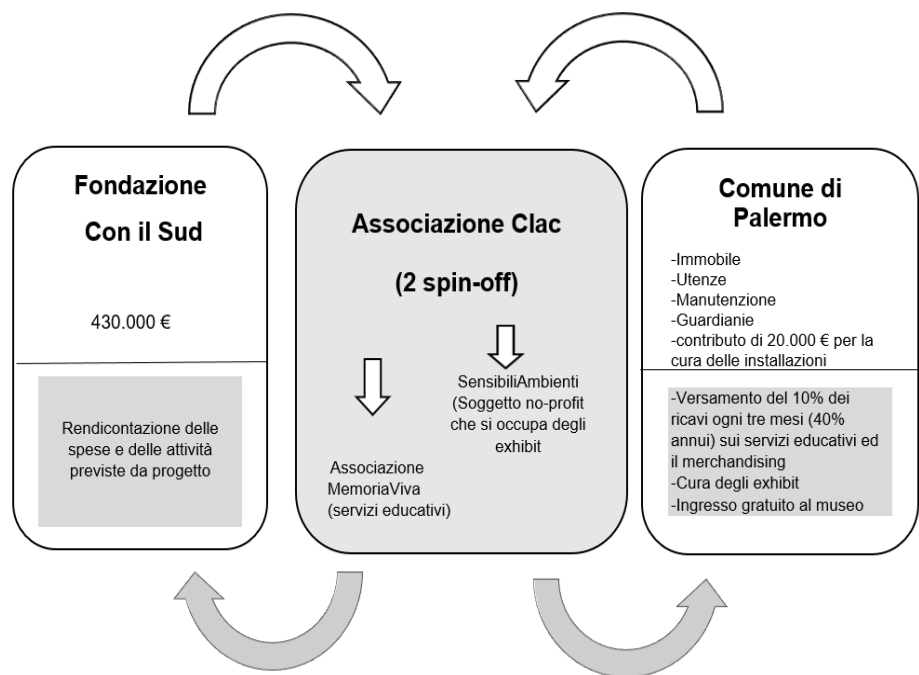 Fondazione
Con il Sud
430.000 €
Rendicontazione delle
spese e delle attività
previste da progetto
Associazione Clac
(2 spin-off)
SensibiliAmbienti
(Soggetto no-profit
che si occupa degli
exhibit
Associazione
MemoriaViva
(servizi educativi)
Comune di
Palermo
-Immobile
-Utenze
-Manutenzione
-Guardianie
-contributo di 20.000 € per la
cura delle installazioni
-Versamento del 10% dei
ricavi ogni tre mesi (40%
annui) sui servizi educativi ed
il merchandising
-Cura degli exhibit
-Ingresso gratuito al museo